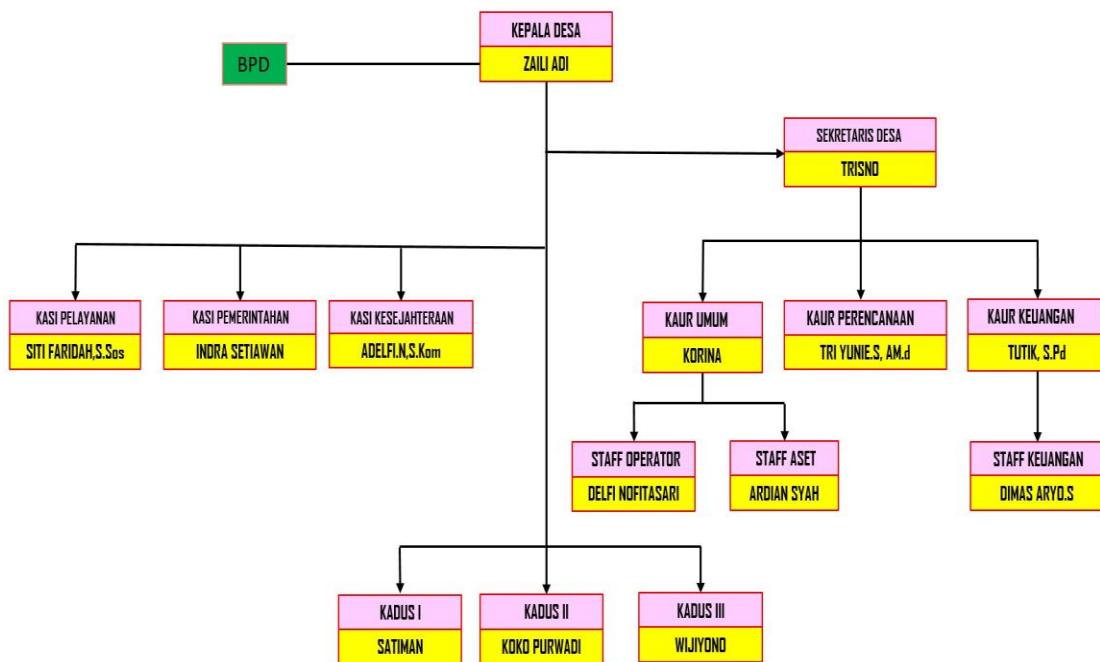 KEPALA DESA
ZAILI ADI
BPD
SEKRETARIS DESA
TRISNO
KASI PELAYANAN
SITI FARIDAH,S.Sos
KASI PEMERINTAHAN
INDRA SETIAWAN
KASI KESEJAHTERAAN
ADELFI.N,S.Kom
KAUR UMUM
KORINA
KAUR PERENCANAAN
TRI YUNIE.S, AM.d
KAUR KEUANGAN
TUTIK, S.Pd
STAFF OPERATOR
DELFI NOFITASARI
STAFF ASET
ARDIAN SYAH
STAFF KEUANGAN
DIMAS ARYO.S
KADUS I
SATIMAN
KADUS II
KOKO PURWADI
KADUS III
WIJIYONO